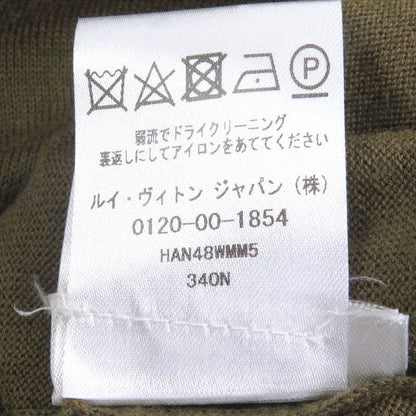 P
弱流でドライクリーニング
裏返しにしてアイロンをあててください
ルイ・ヴィトン ジャパン (株)
0120-00-1854
HAN48WMM5
340N